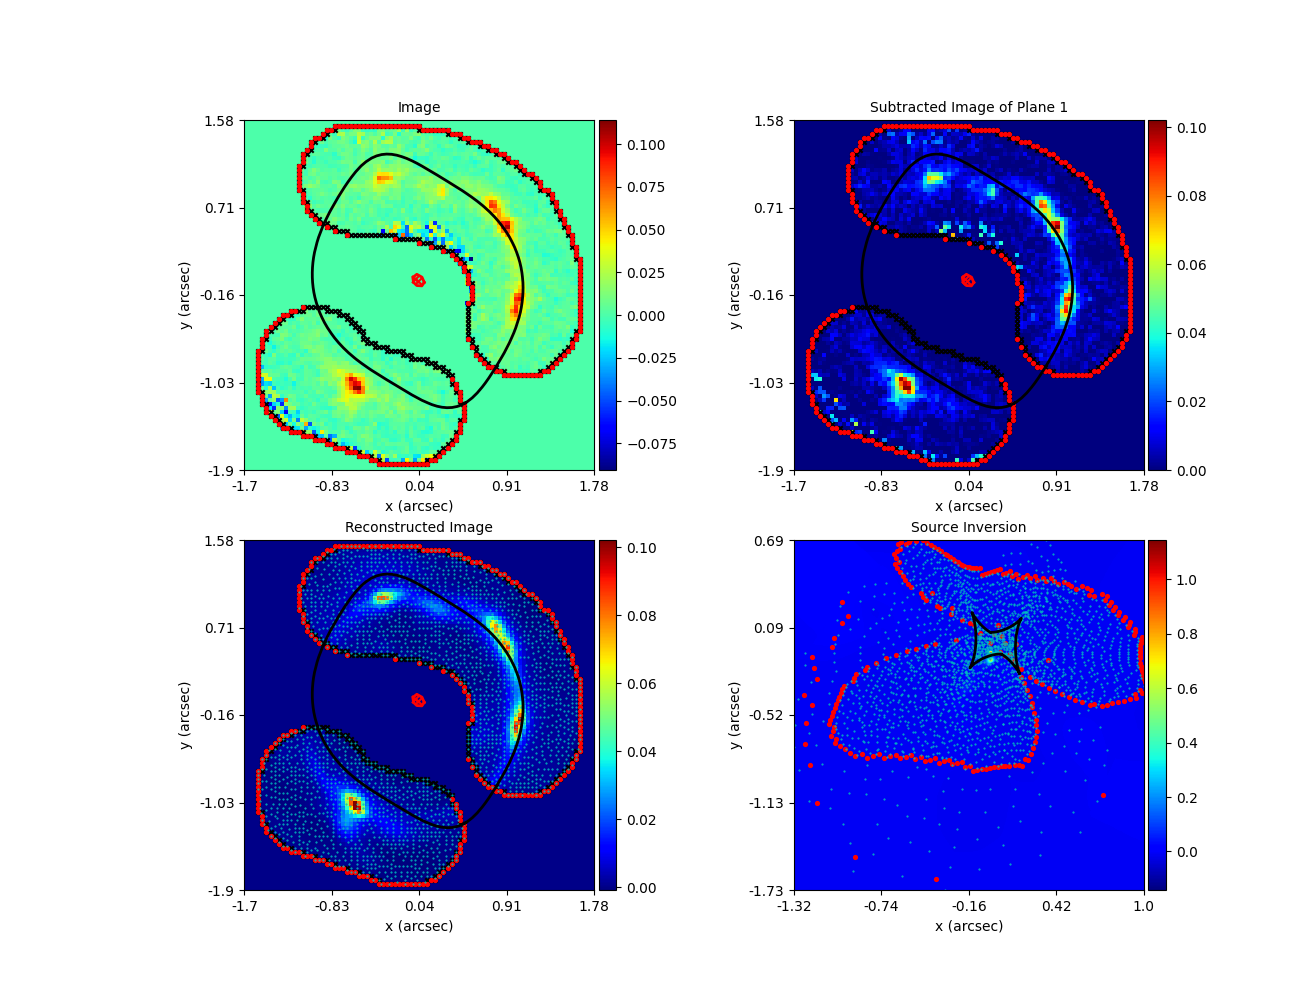 Image
1.58
0.71
-0.16
-1.03
-1.9
y (arcsec)
-1.7 -0.83 0.04 0.91 1.78
x (arcsec)
0.100
0.075
0.050
0.025
0.000
−0.025
−0.050
−0.075
Subtracted Image of Plane 1
1.58
0.71
-0.16
-1.03
-1.9
y (arcsec)
-1.7 -0.83 0.04 0.91 1.78
x (arcsec)
0.10
0.08
0.06
0.04
0.02
0.00
Reconstructed Image
1.58
0.71
-0.16
-1.03
-1.9
y (arcsec)
-1.7 -0.83 0.04 0.91 1.78
x (arcsec)
0.10
0.08
0.06
0.04
0.02
0.00
Source Inversion
0.69
0.09
-0.52
-1.13
-1.73
y (arcsec)
-1.32 -0.74 -0.16 0.42 1.0
x (arcsec)
1.0
0.8
0.6
0.4
0.2
0.0